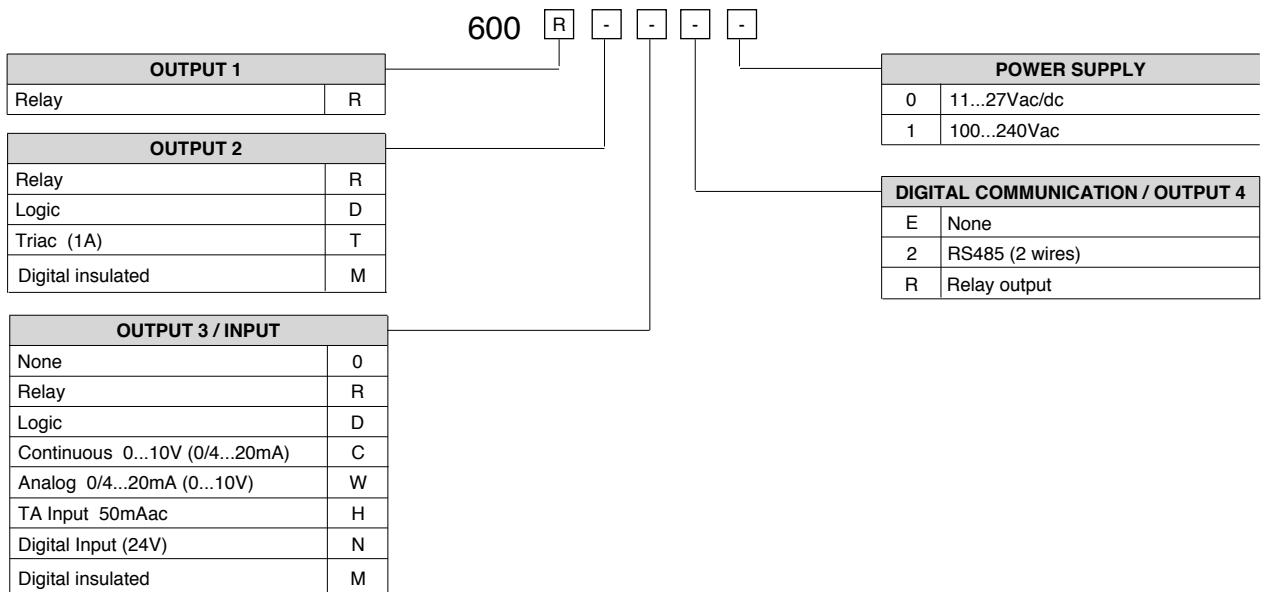 600 R - - - -
OUTPUT 1
Relay R
OUTPUT 2
Relay R
Logic D
Triac (1A) T
Digital insulated M
OUTPUT 3 / INPUT
None 0
Relay R
Logic D
Continuous 0...10V (0/4...20mA) C
Analog 0/4...20mA (0...10V) W
TA Input 50mAac H
Digital Input (24V) N
Digital insulated M
POWER SUPPLY
0 11...27Vac/dc
1 100...240Vac
DIGITAL COMMUNICATION / OUTPUT 4
E None
2 RS485 (2 wires)
R Relay output